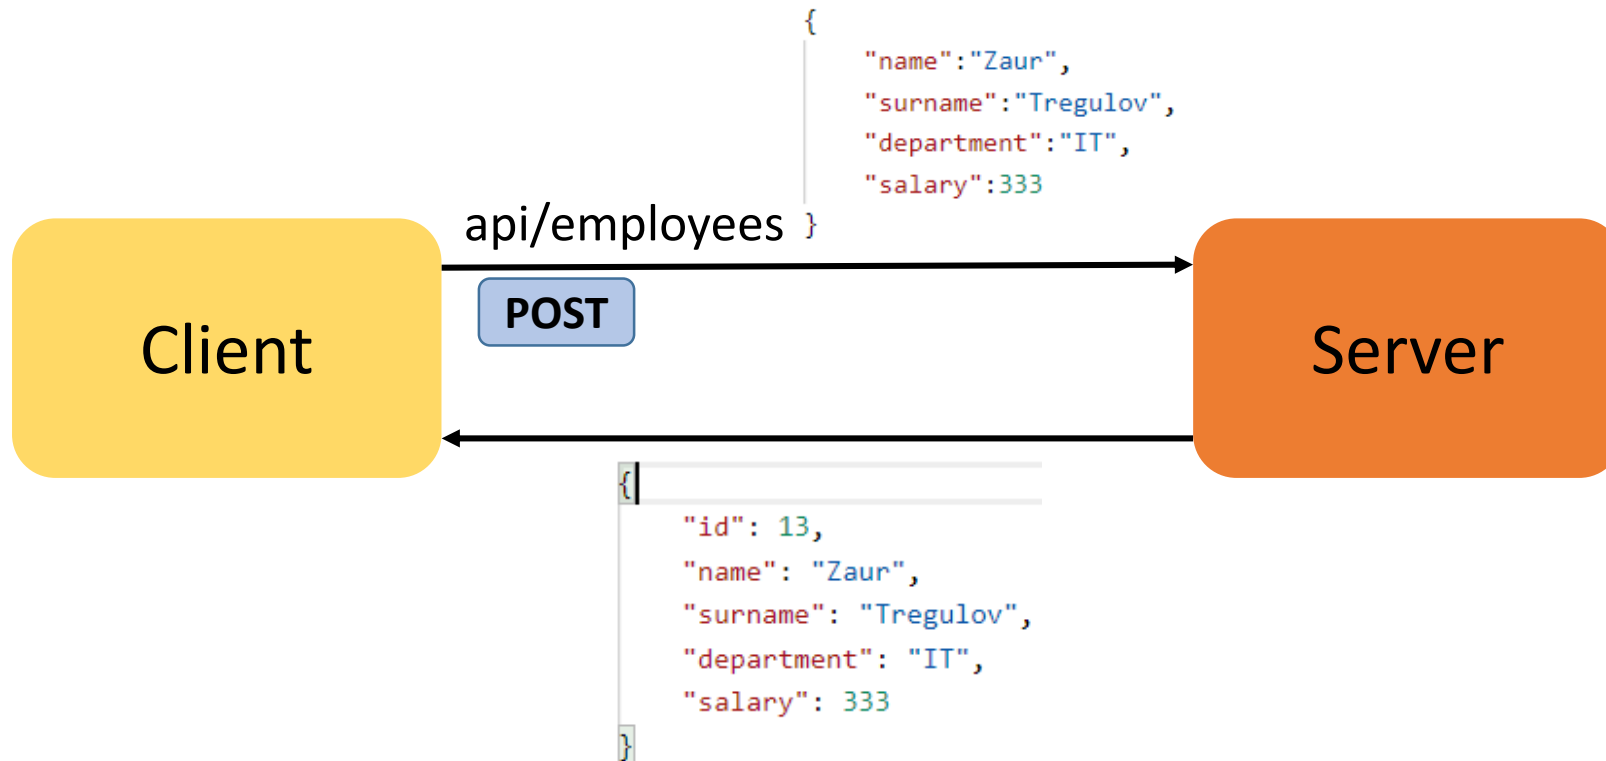 {
"name":"Zaur",
"surname":"Tregulov",
"department":"IT",
"salary":333
}
api/employees
POST
Client
Server
{
"id": 13,
"name": "Zaur",
"surname": "Tregulov",
"department": "IT",
"salary": 333
}